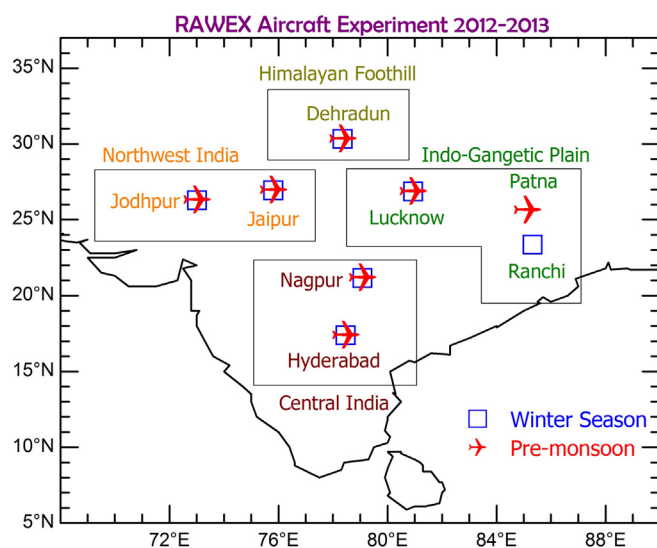 RAWEX Aircraft Experiment 2012-2013
35°N
Himalayan Foothill
Dehradun
30°N
Northwest India
Indo-Gangetic Plain
Patna
Jodhpur
Jaipur
Lucknow
25°N
Ranchi
Nagpur
20°N
Hyderabad
15°N
Central India
Winter Season
Pre-monsoon
10°N
5°N
72°E 76°E 80°E 84°E 88°E